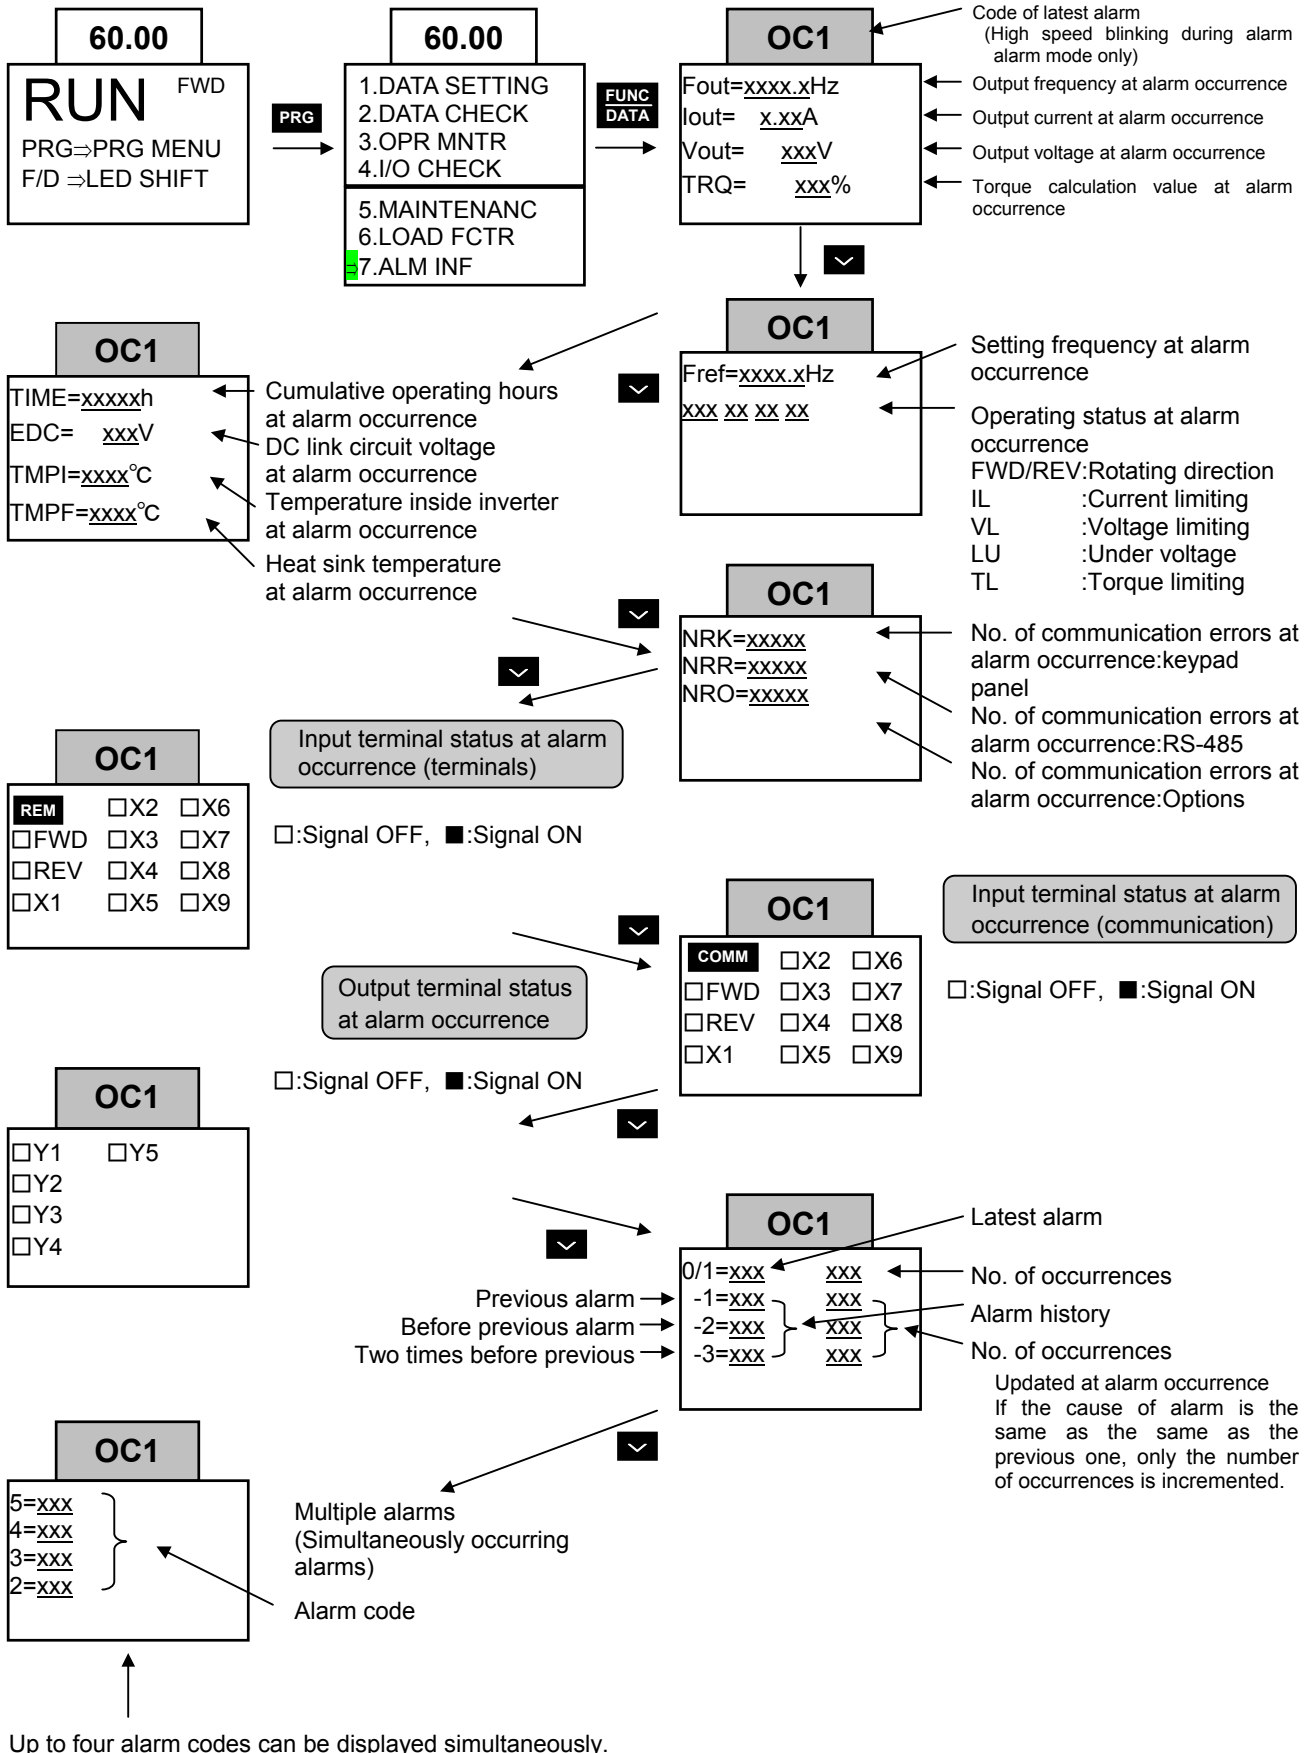 60.00
RUN FWD
PRG⇒PRG MENU
F/D ⇒LED SHIFT
PRG
60.00
1.DATA SETTING
2.DATA CHECK
3.OPR MNTR
4.I/O CHECK
5.MAINTENANC
6.LOAD FCTR
⇒7.ALM INF
FUNC
DATA
OC1
Fout=xxxx.xHz
Iout= x.xxA
Vout= xxxV
TRQ= xxx%
Code of latest alarm
(High speed blinking during alarm
alarm mode only)
Output frequency at alarm occurrence
Output current at alarm occurrence
Output voltage at alarm occurrence
Torque calculation value at alarm
occurrence
OC1
Fref=xxxx.xHz
xxx xx xx xx
Setting frequency at alarm
occurrence
Operating status at alarm
occurrence
FWD/REV:Rotating direction
IL :Current limiting
VL :Voltage limiting
LU :Under voltage
TL :Torque limiting
OC1
TIME=xxxxxh
EDC= xxxV
TMPI=xxxx°C
TMPF=xxxx°C
Cumulative operating hours
at alarm occurrence
DC link circuit voltage
at alarm occurrence
Temperature inside inverter
at alarm occurrence
Heat sink temperature
at alarm occurrence
OC1
NRK=xxxxx
NRR=xxxxx
NRO=xxxxx
No. of communication errors at
alarm occurrence:keypad
panel
No. of communication errors at
alarm occurrence:RS-485
No. of communication errors at
alarm occurrence:Options
Input terminal status at alarm
occurrence (terminals)
□:Signal OFF, ■:Signal ON
OC1
REM □X2 □X6
□FWD □X3 □X7
□REV □X4 □X8
□X1 □X5 □X9
OC1
COMM □X2 □X6
□FWD □X3 □X7
□REV □X4 □X8
□X1 □X5 □X9
Input terminal status at alarm
occurrence (communication)
□:Signal OFF, ■:Signal ON
Output terminal status
at alarm occurrence
□:Signal OFF, ■:Signal ON
OC1
□Y1 □Y5
□Y2
□Y3
□Y4
OC1
0/1=xxx xxx
-1=xxx xxx
-2=xxx xxx
-3=xxx xxx
Previous alarm
Before previous alarm
Two times before previous
Latest alarm
No. of occurrences
Alarm history
No. of occurrences
Updated at alarm occurrence
If the cause of alarm is the
same as the same as the
previous one, only the number
of occurrences is incremented.
OC1
5=xxx
4=xxx
3=xxx
2=xxx
Multiple alarms
(Simultaneously occurring
alarms)
Alarm code
Up to four alarm codes can be displayed simultaneously.